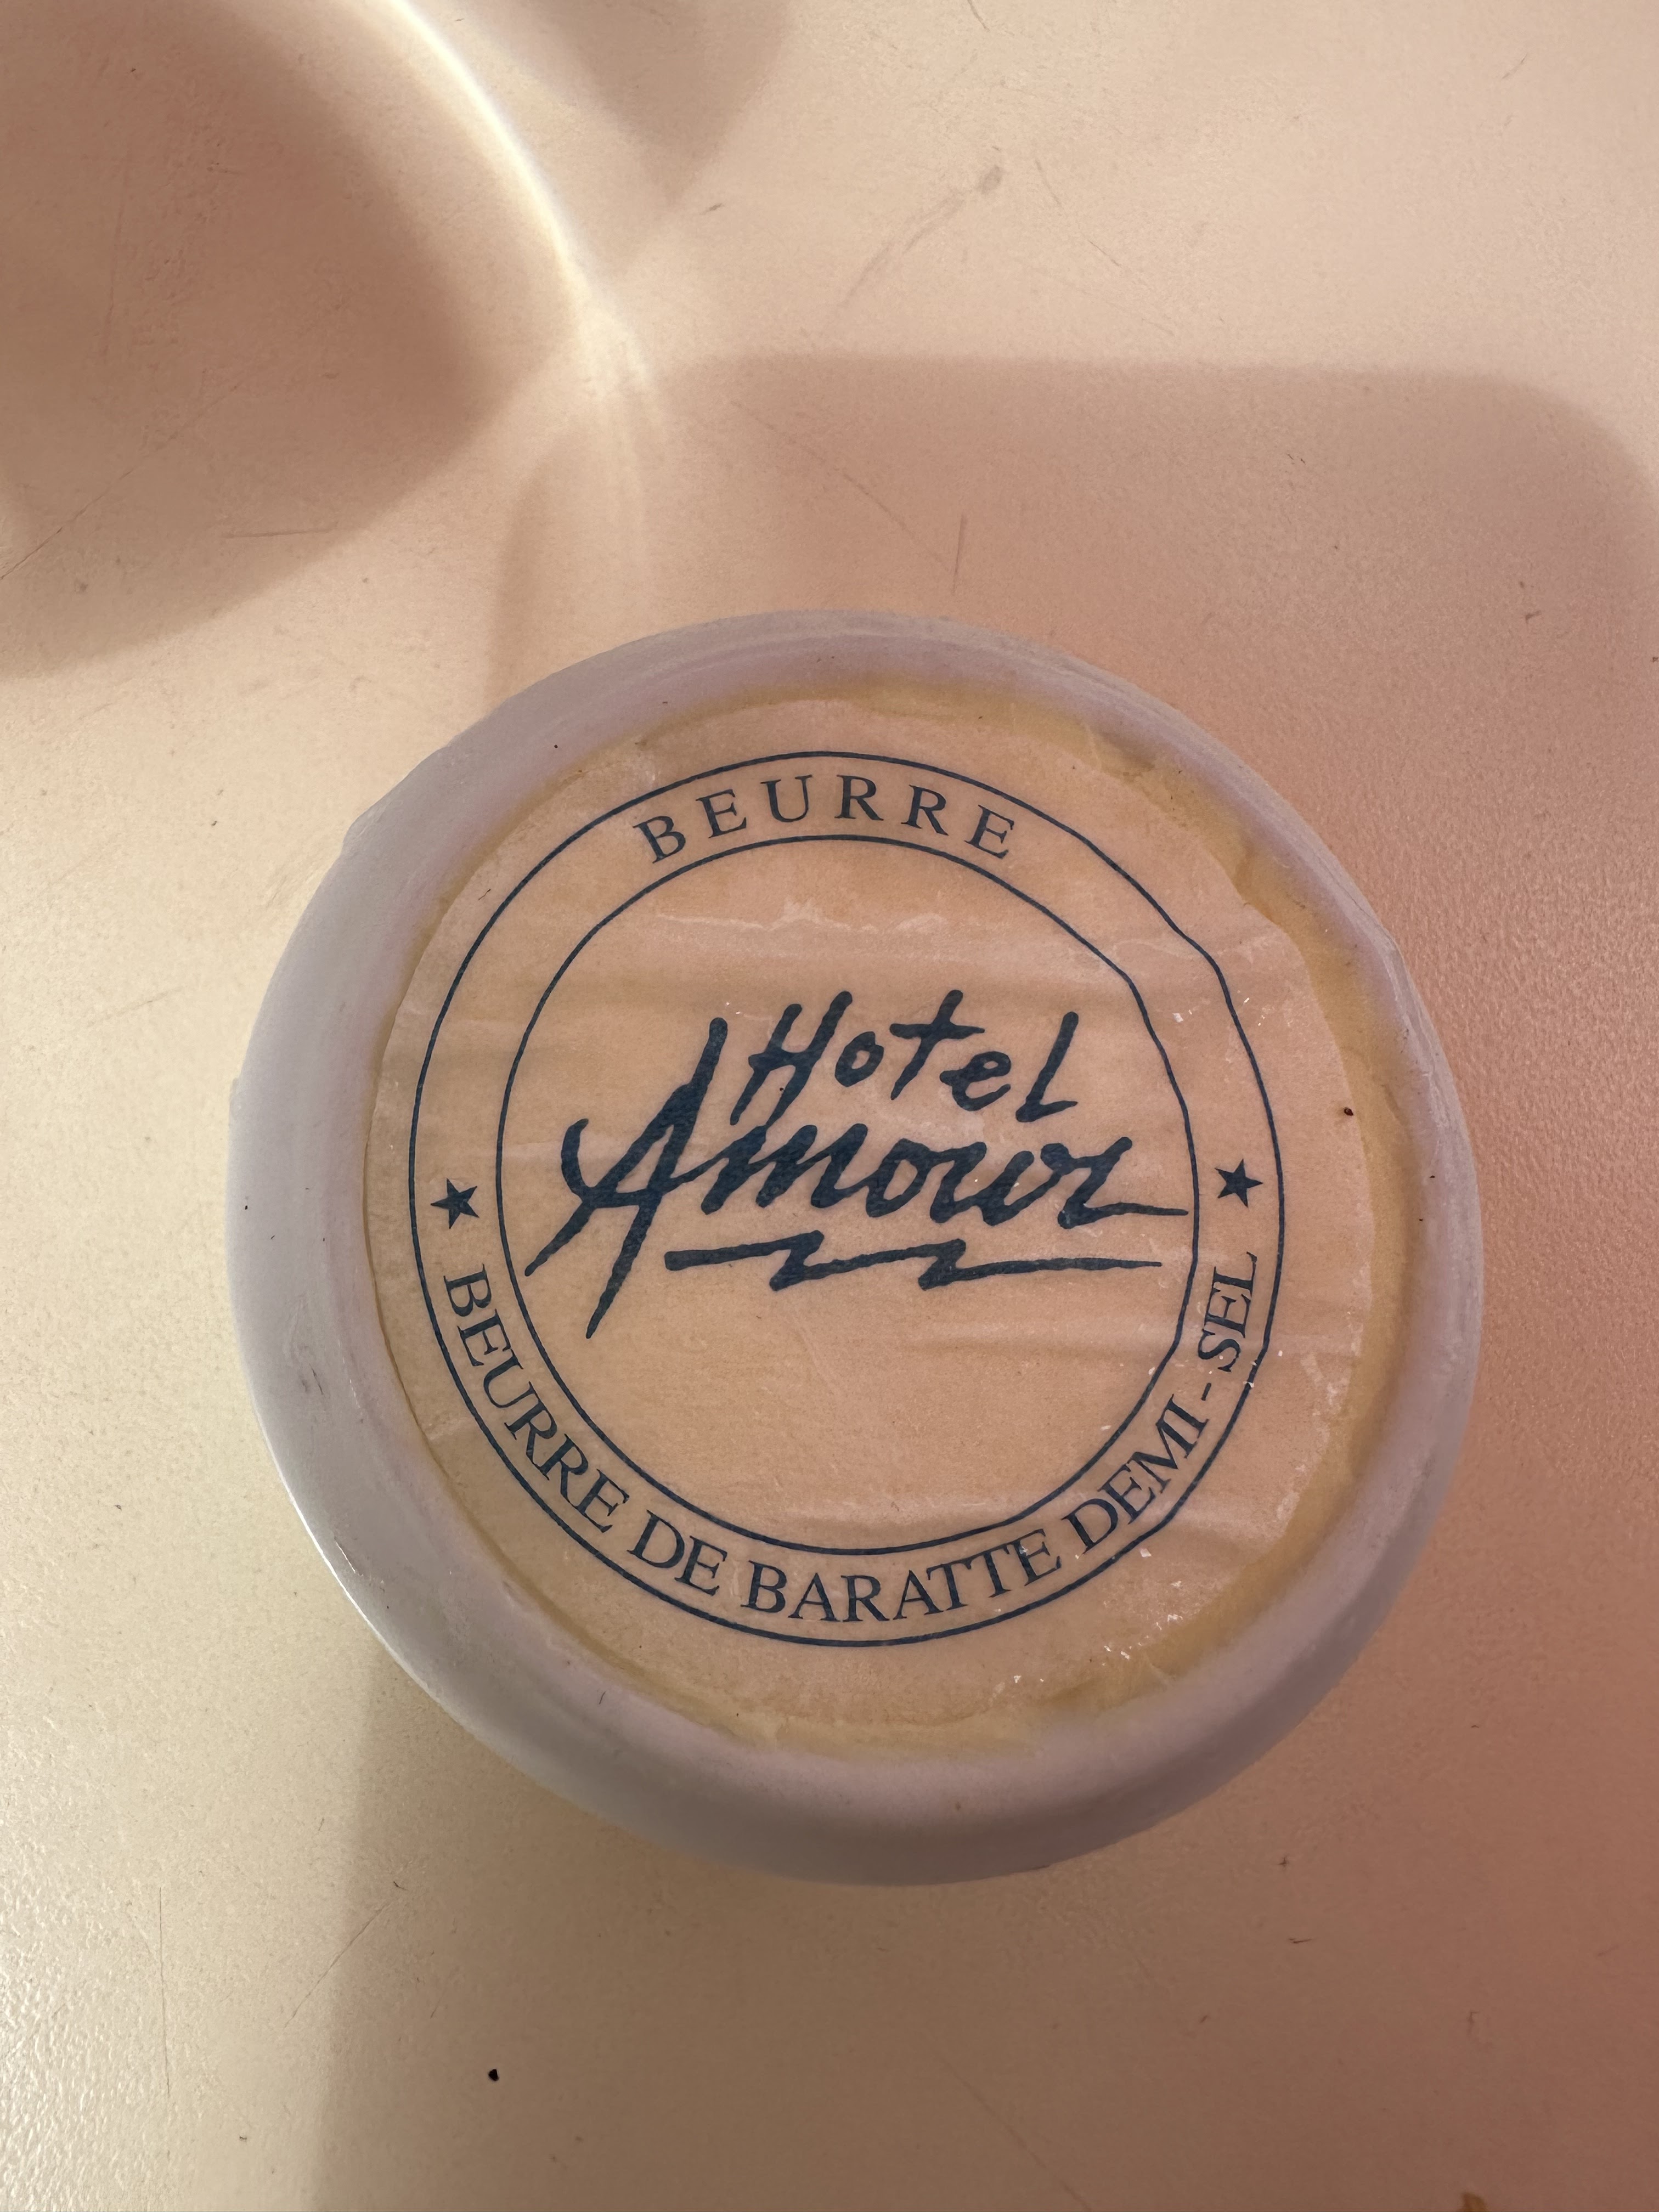 BEURRE
Hotel
Amour
★ BEURRE DE BARATTE DEMI-SEL ★